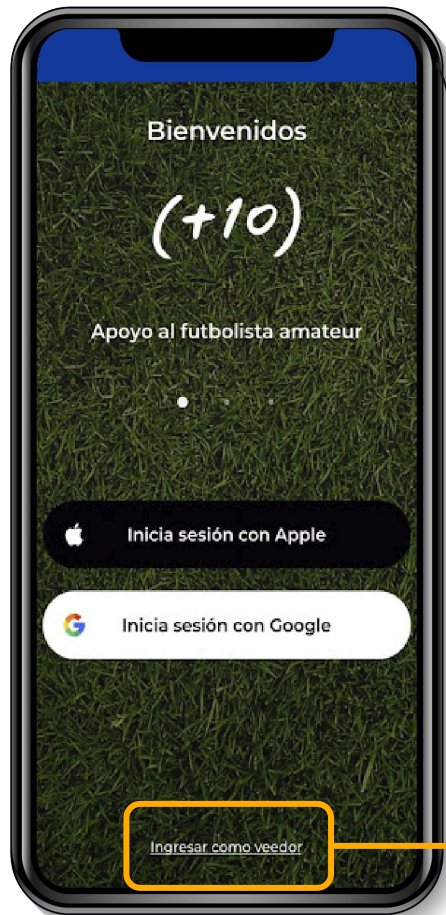 Bienvenidos
(+10)
Apoyo al futbolista amateur
Inicia sesión con Apple
Inicia sesión con Google
Ingresar como veedor